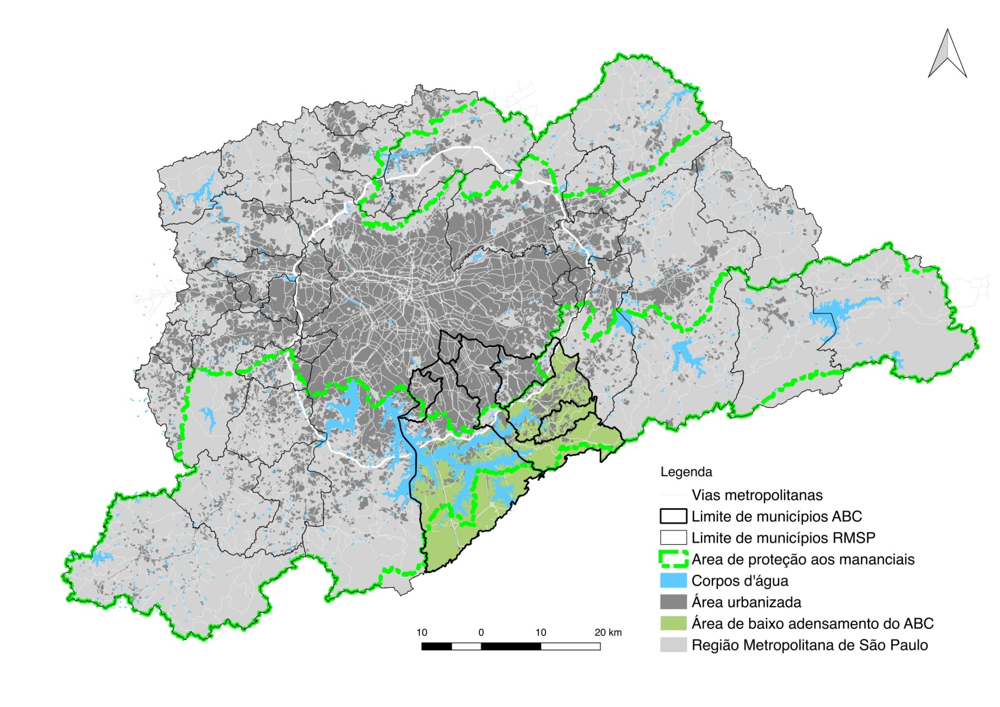 Legenda
Vias metropolitanas
Limite de municípios ABC
Limite de municípios RMSP
Area de proteção aos mananciais
Corpos d'água
Área urbanizada
Área de baixo adensamento do ABC
Região Metropolitana de São Paulo
10 0 10 20 km